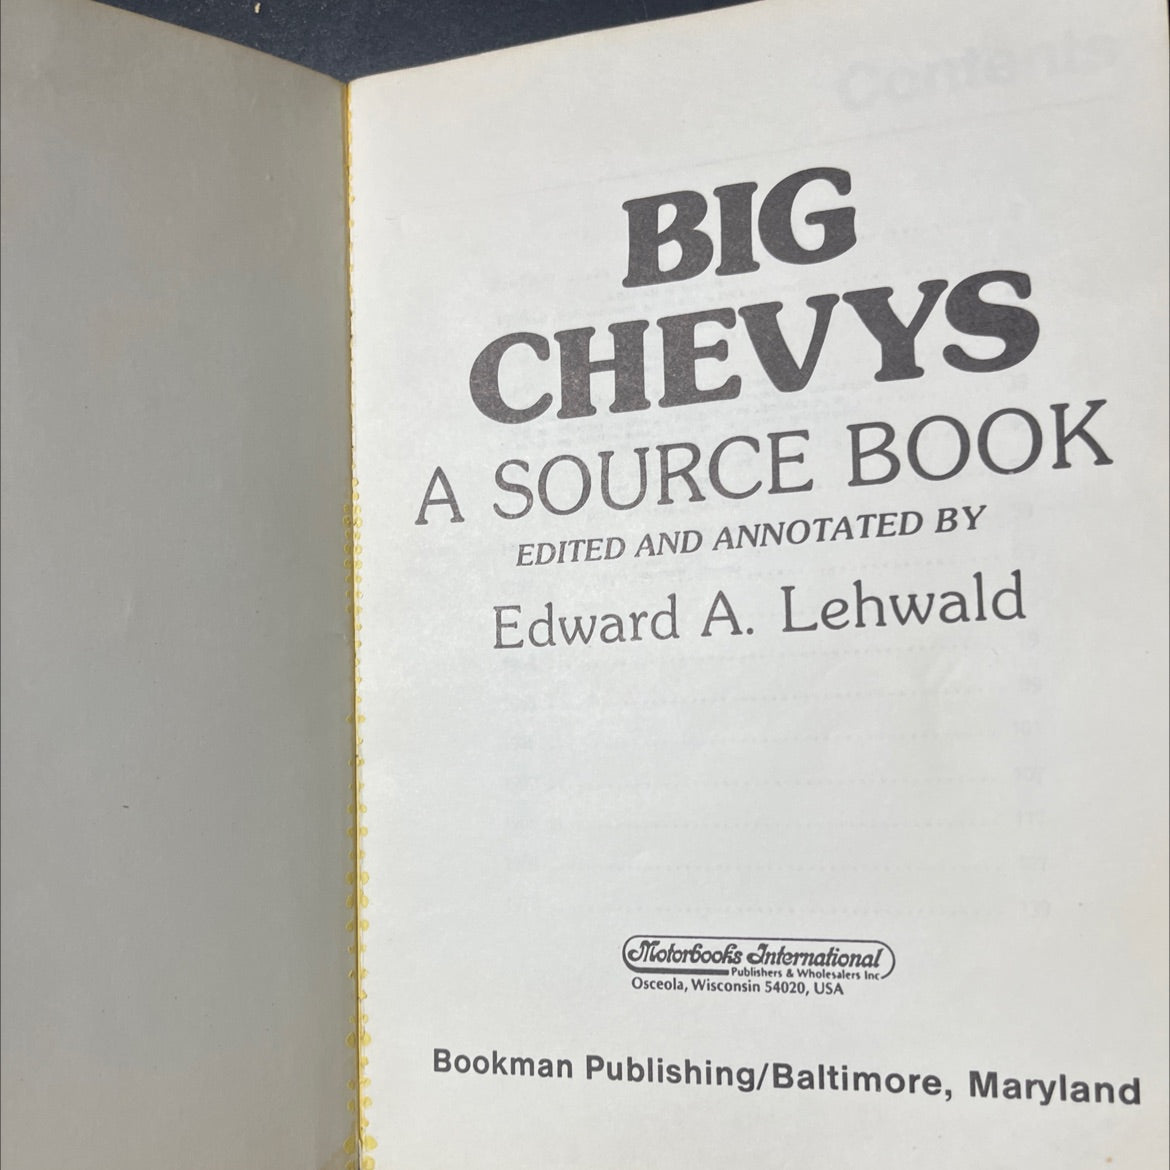 Contents
BIG
CHEVYS
A SOURCE BOOK
EDITED AND ANNOTATED BY
Edward A. Lehwald
Motorbooks International
Publishers & Wholesalers Inc.
Osceola, Wisconsin 54020, USA
Bookman Publishing/Baltimore, Maryland